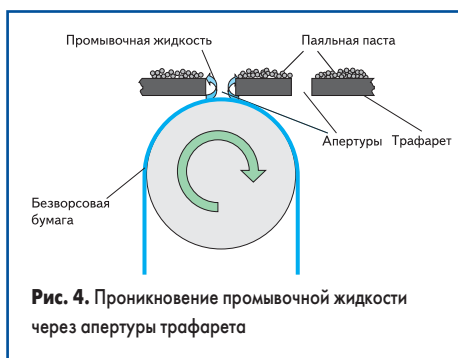 Промывочная жидкость
Паяльная паста
Апертуры
Трафарет
Безворсовая
бумага
Рис. 4. Проникновение промывочной жидкости
через апертуры трафарета